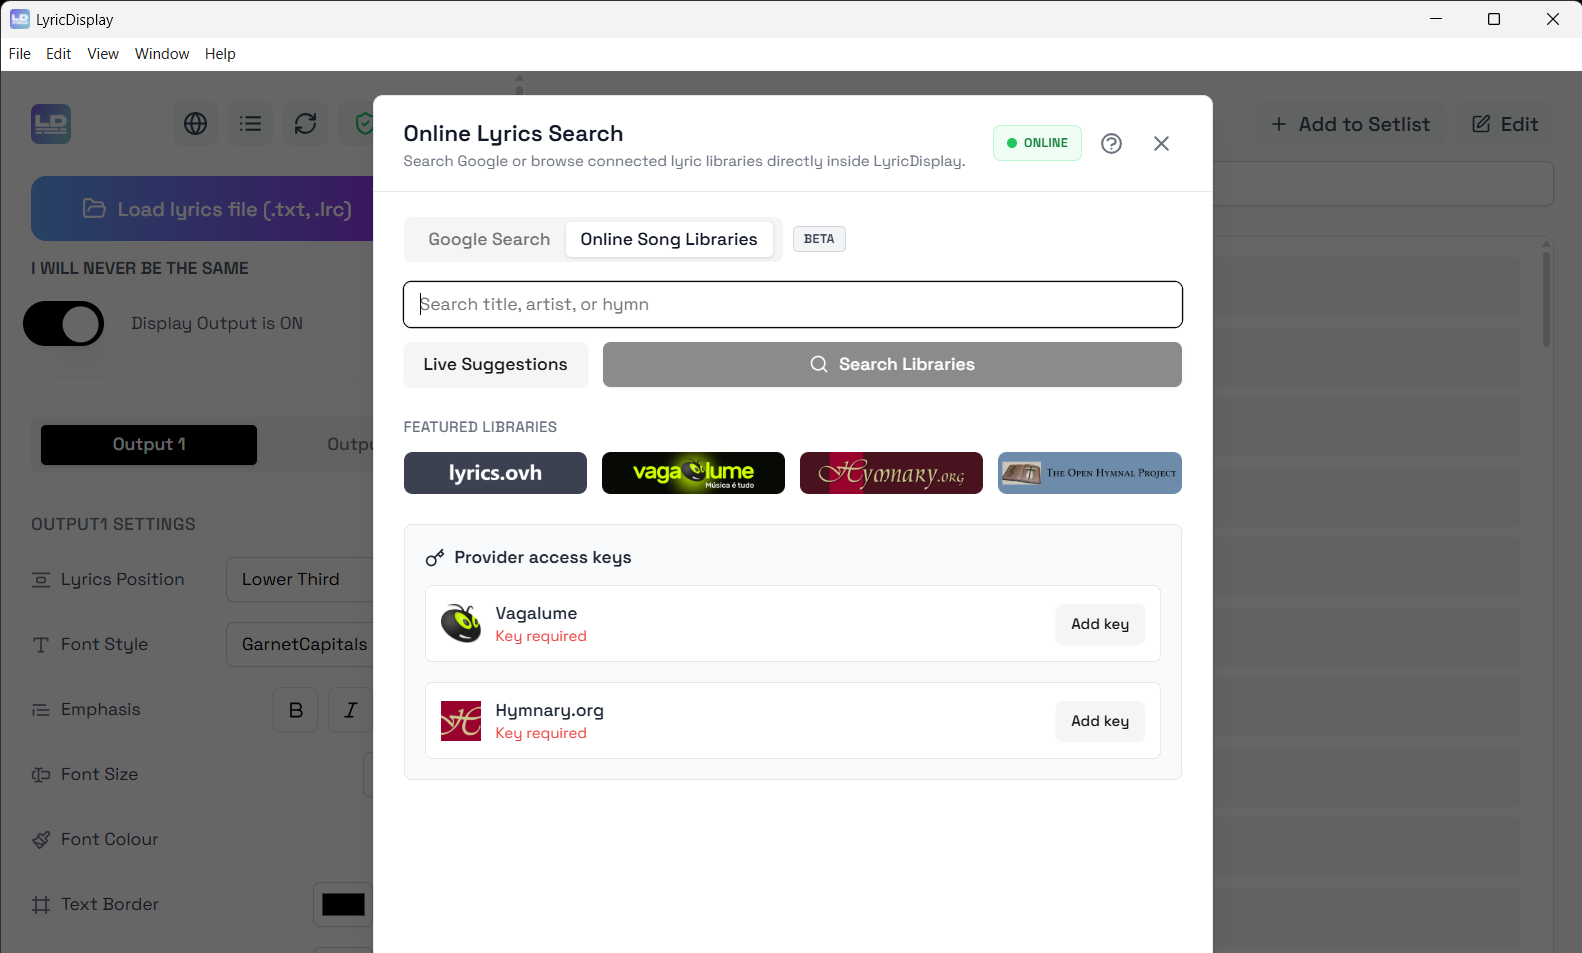 LyricDisplay
File Edit View Window Help
LD
Load lyrics file (.txt, .lrc)
I WILL NEVER BE THE SAME
Display Output is ON
Output 1
Outpu
OUTPUT1 SETTINGS
Lyrics Position
Lower Third
Font Style
GarnetCapitals
Emphasis
B I
Font Size
Font Colour
Text Border
Online Lyrics Search
Search Google or browse connected lyric libraries directly inside LyricDisplay.
ONLINE
Google Search
Online Song Libraries
BETA
Search title, artist, or hymn
Live Suggestions
Search Libraries
FEATURED LIBRARIES
lyrics.ovh
vagalume
Música é tudo
Hymnary.org
The Open Hymnal Project
Provider access keys
Vagalume
Key required
Add key
Hymnary.org
Key required
Add key
Add to Setlist
Edit